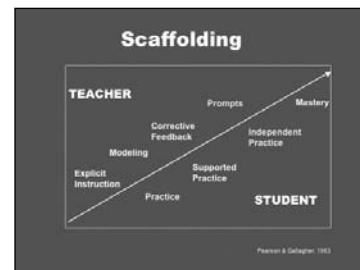 Scaffolding
TEACHER
Prompts
Mastery
Corrective
Feedback
Independent
Practice
Modeling
Supported
Practice
Explicit
Instruction
Practice
STUDENT
Pearson & Gallagher, 1983